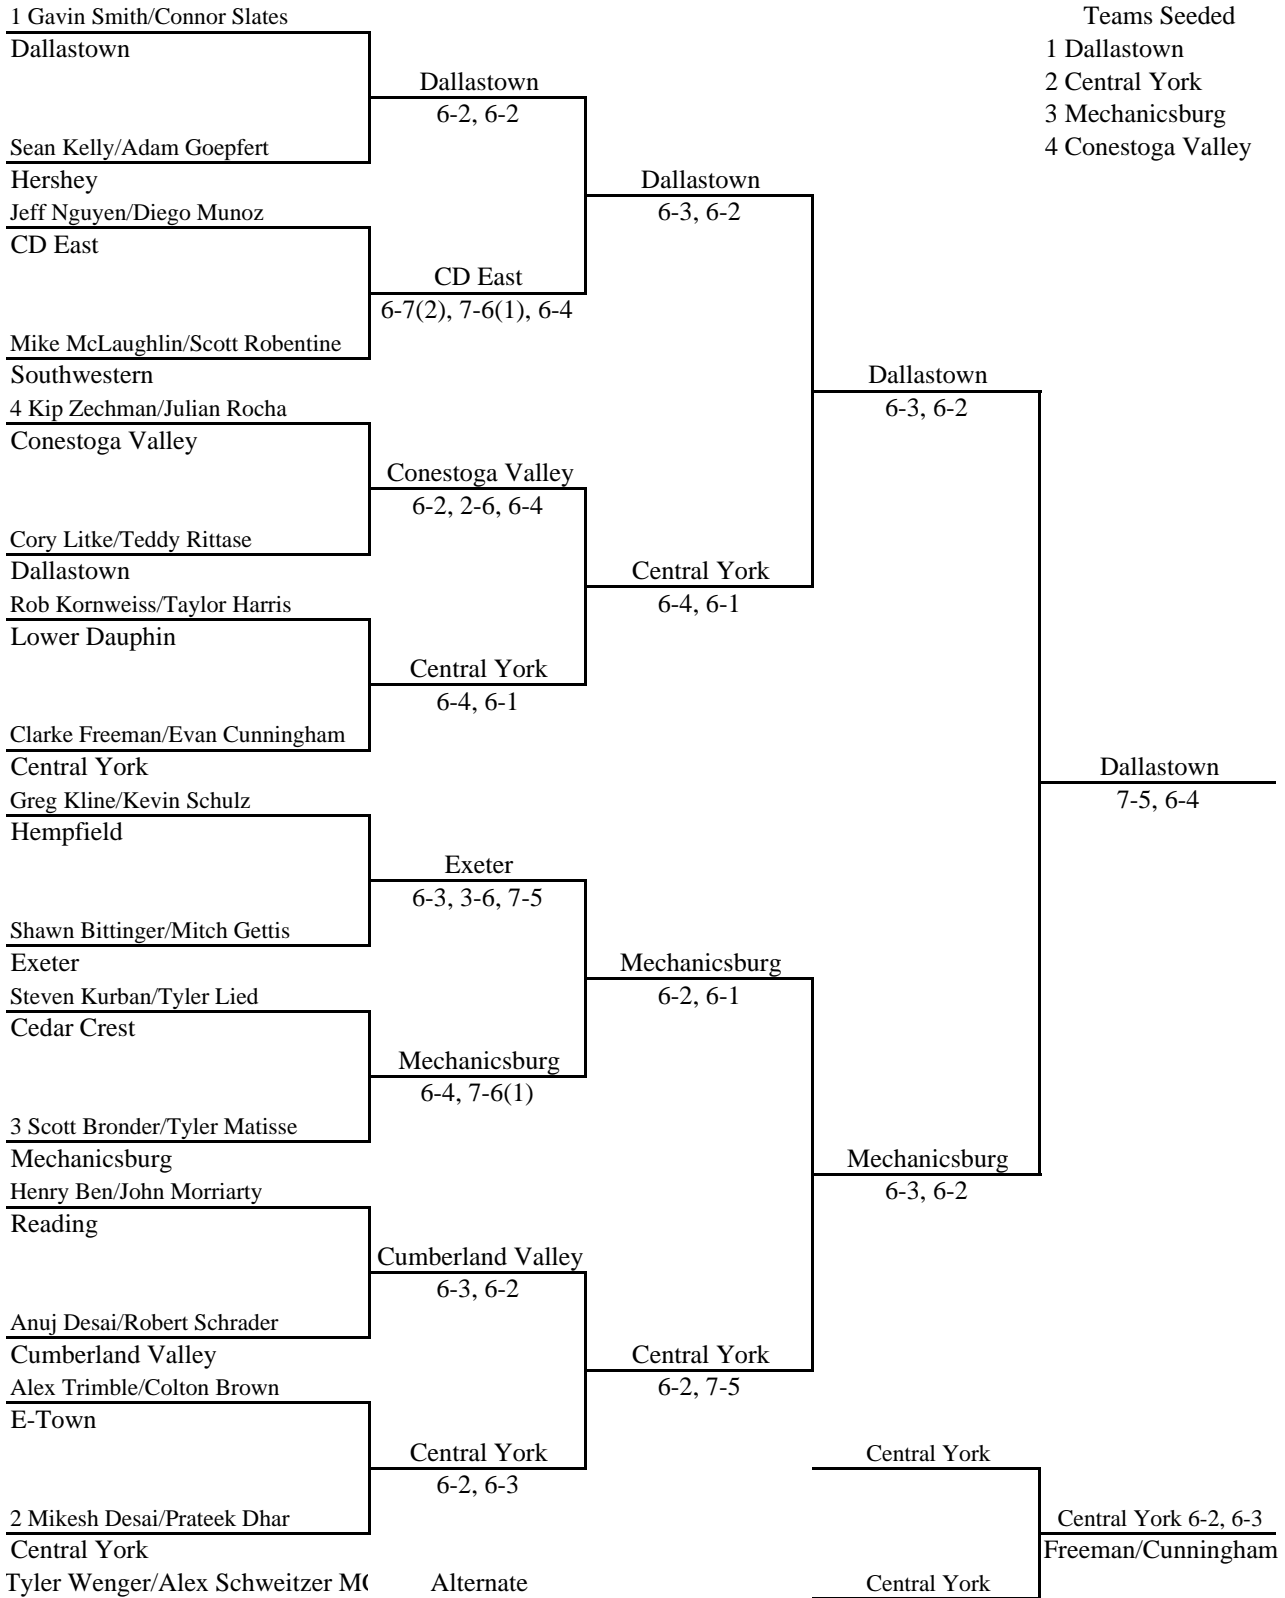 1 Gavin Smith/Connor Slates
Teams Seeded
Dallastown
1 Dallastown
Dallastown
2 Central York
6-2, 6-2
3 Mechanicsburg
Sean Kelly/Adam Goepfert
4 Conestoga Valley
Hershey
Dallastown
Jeff Nguyen/Diego Munoz
6-3, 6-2
CD East
CD East
6-7(2), 7-6(1), 6-4
Mike McLaughlin/Scott Robentine
Southwestern
Dallastown
4 Kip Zechman/Julian Rocha
6-3, 6-2
Conestoga Valley
Conestoga Valley
6-2, 2-6, 6-4
Cory Litke/Teddy Rittase
Dallastown
Central York
Rob Kornweiss/Taylor Harris
6-4, 6-1
Lower Dauphin
Central York
6-4, 6-1
Clarke Freeman/Evan Cunningham
Central York
Dallastown
Greg Kline/Kevin Schulz
7-5, 6-4
Hempfield
Exeter
6-3, 3-6, 7-5
Shawn Bittinger/Mitch Gettis
Exeter
Mechanicsburg
Steven Kurban/Tyler Lied
6-2, 6-1
Cedar Crest
Mechanicsburg
6-4, 7-6(1)
3 Scott Bronder/Tyler Matisse
Mechanicsburg
Mechanicsburg
Henry Ben/John Morriarty
6-3, 6-2
Reading
Cumberland Valley
6-3, 6-2
Anuj Desai/Robert Schrader
Cumberland Valley
Central York
Alex Trimble/Colton Brown
6-2, 7-5
E-Town
Central York
Central York
6-2, 6-3
2 Mikesh Desai/Prateek Dhar
Central York 6-2, 6-3
Central York
Freeman/Cunningham
Tyler Wenger/Alex Schweitzer
Alternate
Central York